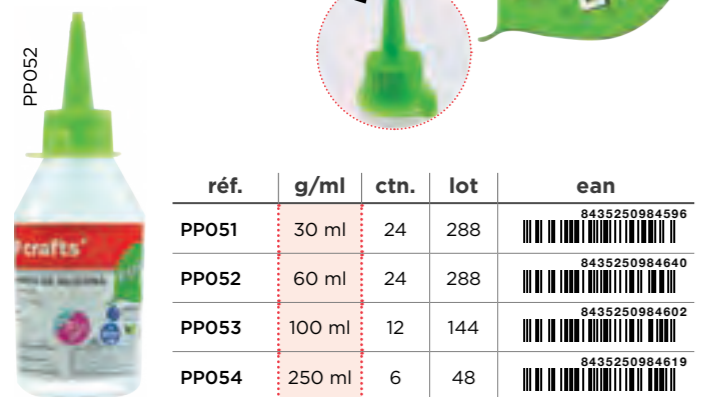 PP052
crafts
réf. g/ml ctn. lot ean
PP051 30 ml 24 288 8435250984596
PP052 60 ml 24 288 8435250984640
PP053 100 ml 12 144 8435250984602
PP054 250 ml 6 48 8435250984619